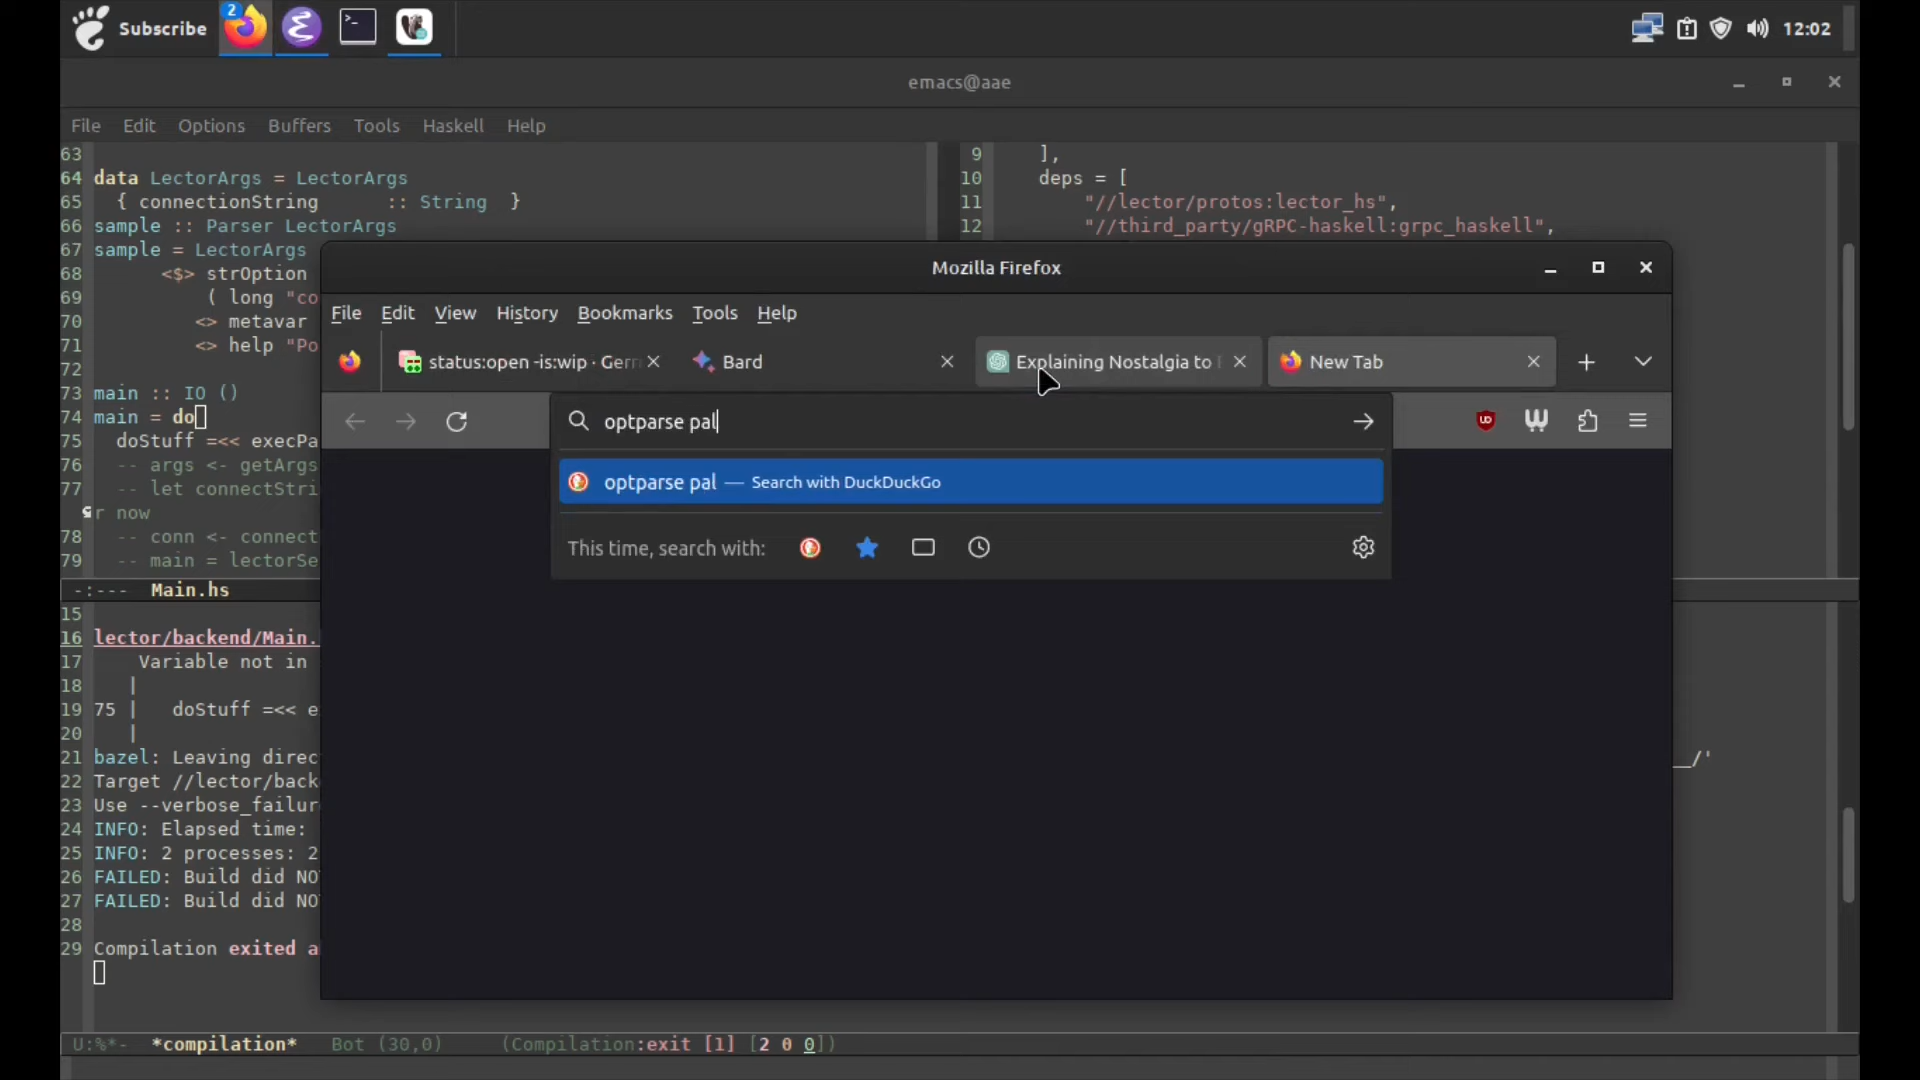 2
Subscribe
12:02
emacs@aae
File Edit Options Buffers Tools Haskell Help
63
64 data LectorArgs = LectorArgs
65 { connectionString :: String }
66 sample :: Parser LectorArgs
67 sample = LectorArgs
68 <$> strOption
69 ( long "co
70 <> metavar
71 <> help "Po
72
73 main :: IO ()
74 main = do
75 doStuff =<< execPa
76 -- args <- getArgs
77 -- let connectStri
r now
78 -- conn <- connect
79 -- main = lectorSe
-:--- Main.hs
9 ],
10 deps = [
11 "//lector/protos:lector_hs",
12 "//third_party/gRPC-haskell:grpc_haskell",
Mozilla Firefox
File Edit View History Bookmarks Tools Help
status:open -is:wip · Gerr
Bard
Explaining Nostalgia to
New Tab
optparse pal
optparse pal — Search with DuckDuckGo
This time, search with:
15
16 lector/backend/Main.
17 Variable not in
18 |
19 75 | doStuff =<< e
20 |
21 bazel: Leaving direc
__/'
22 Target //lector/back
23 Use --verbose_failur
24 INFO: Elapsed time:
25 INFO: 2 processes: 2
26 FAILED: Build did NO
27 FAILED: Build did NO
28
29 Compilation exited a
U:%*- *compilation* Bot (30,0) (Compilation:exit [1] [2 0 0])